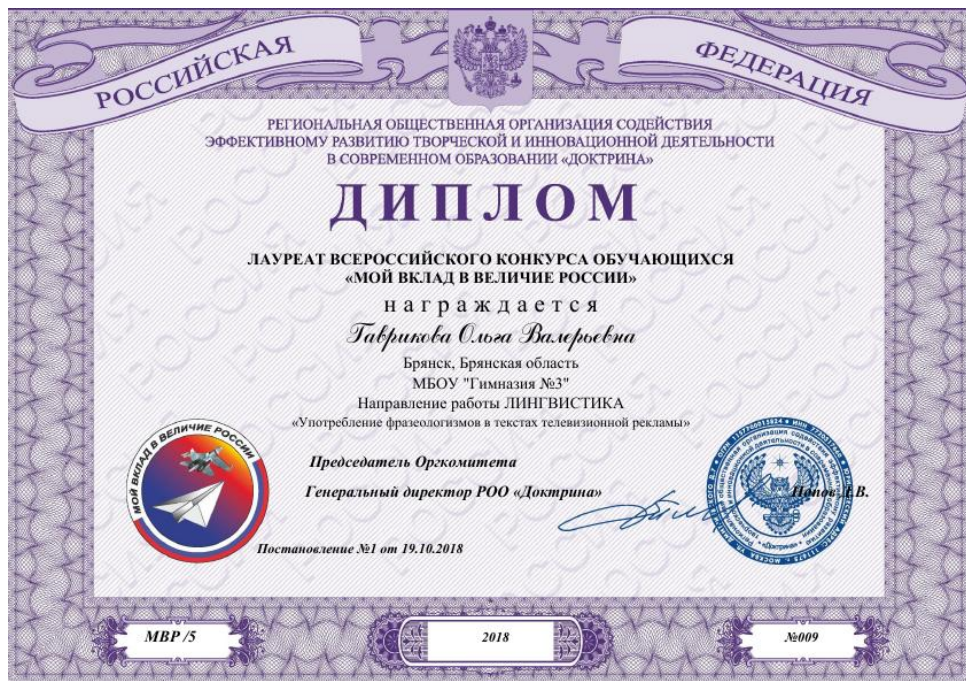 РОССИЙСКАЯ
ФЕДЕРАЦИЯ
РЕГИОНАЛЬНАЯ ОБЩЕСТВЕННАЯ ОРГАНИЗАЦИЯ СОДЕЙСТВИЯ
ЭФФЕКТИВНОМУ РАЗВИТИЮ ТВОРЧЕСКОЙ И ИННОВАЦИОННОЙ ДЕЯТЕЛЬНОСТИ
В СОВРЕМЕННОМ ОБРАЗОВАНИИ «ДОКТРИНА»
ДИПЛОМ
ЛАУРЕАТ ВСЕРОССИЙСКОГО КОНКУРСА ОБУЧАЮЩИХСЯ
«МОЙ ВКЛАД В ВЕЛИЧИЕ РОССИИ»
награждается
Гаврикова Ольга Валерьевна
Брянск, Брянская область
МБОУ "Гимназия №3"
Направление работы ЛИНГВИСТИКА
«Употребление фразеологизмов в текстах телевизионной рекламы»
МОЙ ВКЛАД В ВЕЛИЧИЕ РОССИИ
Председатель Оргкомитета
Генеральный директор РОО «Доктрина»
Постановление №1 от 19.10.2018
МВР /5
2018
№009